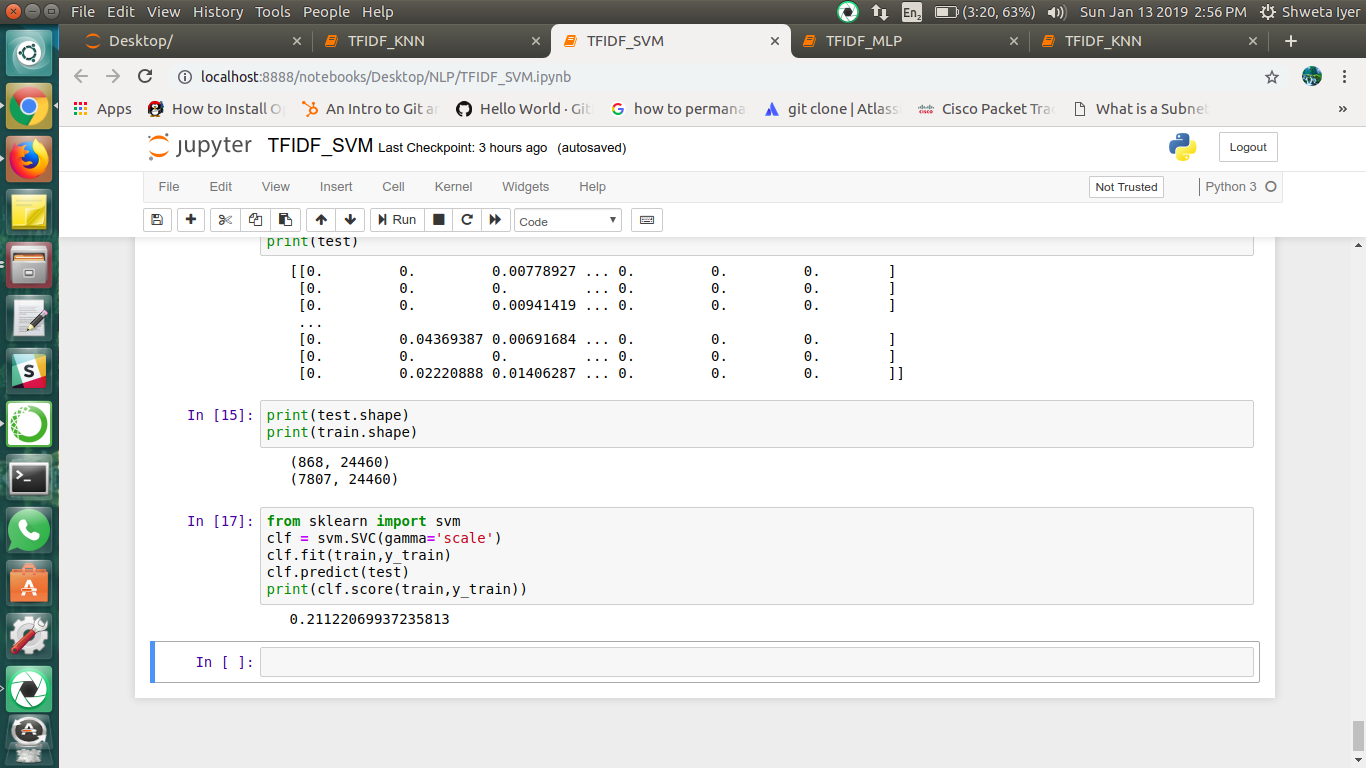 File Edit View History Tools People Help
En2 (3:20, 63%) Sun Jan 13 2019 2:56 PM Shweta Iyer
Desktop/ TFIDF_KNN TFIDF_SVM TFIDF_MLP TFIDF_KNN
localhost:8888/notebooks/Desktop/NLP/TFIDF_SVM.ipynb
Apps How to Install O An Intro to Git a Hello World · Git how to permana git clone | Atlass Cisco Packet Tra What is a Subnet »
jupyter TFIDF_SVM Last Checkpoint: 3 hours ago (autosaved) Logout
File Edit View Insert Cell Kernel Widgets Help Not Trusted Python 3
Run Code
print(test)
[[0. 0. 0.00778927 ... 0. 0. 0. ]
[0. 0. 0. ... 0. 0. 0. ]
[0. 0. 0.00941419 ... 0. 0. 0. ]
...
[0. 0.04369387 0.00691684 ... 0. 0. 0. ]
[0. 0. 0. ... 0. 0. 0. ]
[0. 0.02220888 0.01406287 ... 0. 0. 0. ]]
In [15]: print(test.shape)
print(train.shape)
(868, 24460)
(7807, 24460)
In [17]: from sklearn import svm
clf = svm.SVC(gamma='scale')
clf.fit(train,y_train)
clf.predict(test)
print(clf.score(train,y_train))
0.21122069937235813
In [ ]: